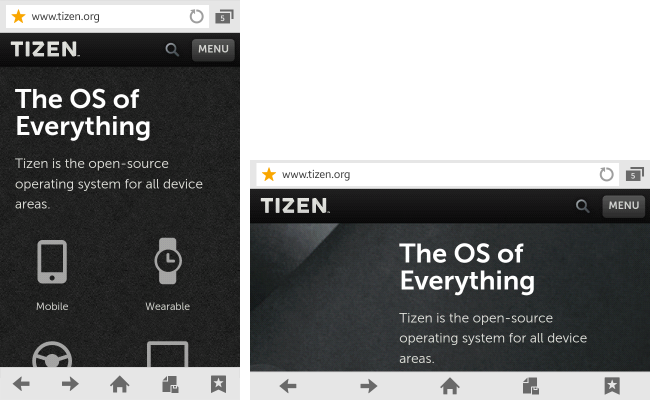 www.tizen.org
5
TIZEN™
MENU
The OS of
Everything
Tizen is the open-source
operating system for all device
areas.
Mobile
Wearable
www.tizen.org
5
TIZEN™
MENU
The OS of
Everything
Tizen is the open-source
operating system for all device
areas.